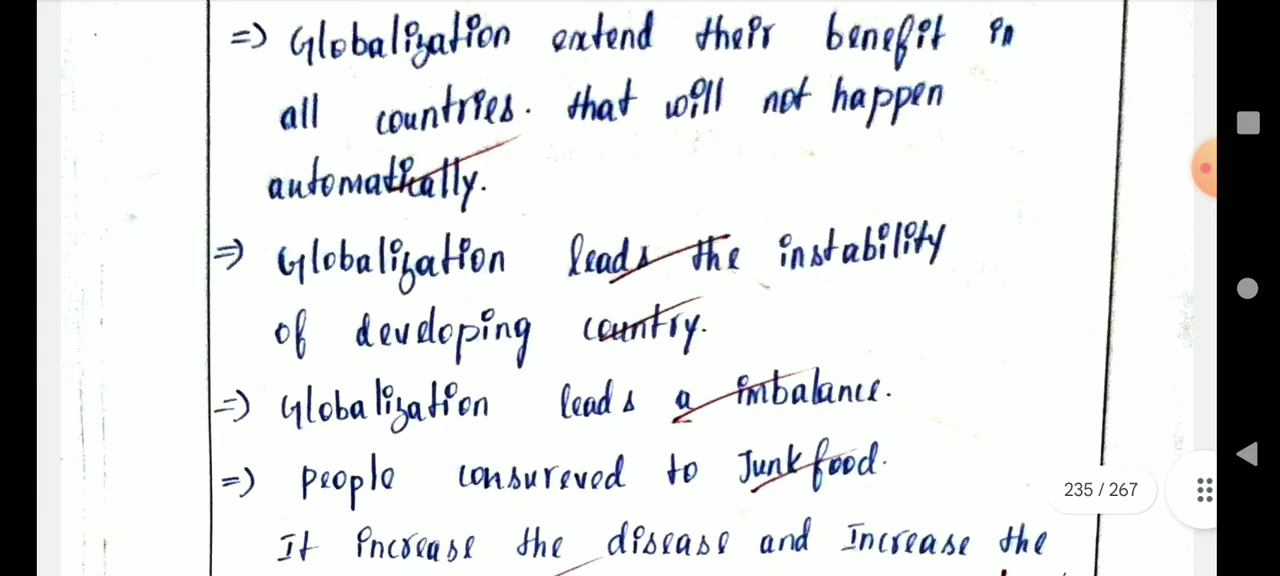 => Globalization extend their benefit in
all countries. that will not happen
automatically.
=> Globalization leads the instability
of developing country.
=> Globalization leads a imbalance.
=> people consureved to Junk food.
It increase the disease and Increase the
235 / 267